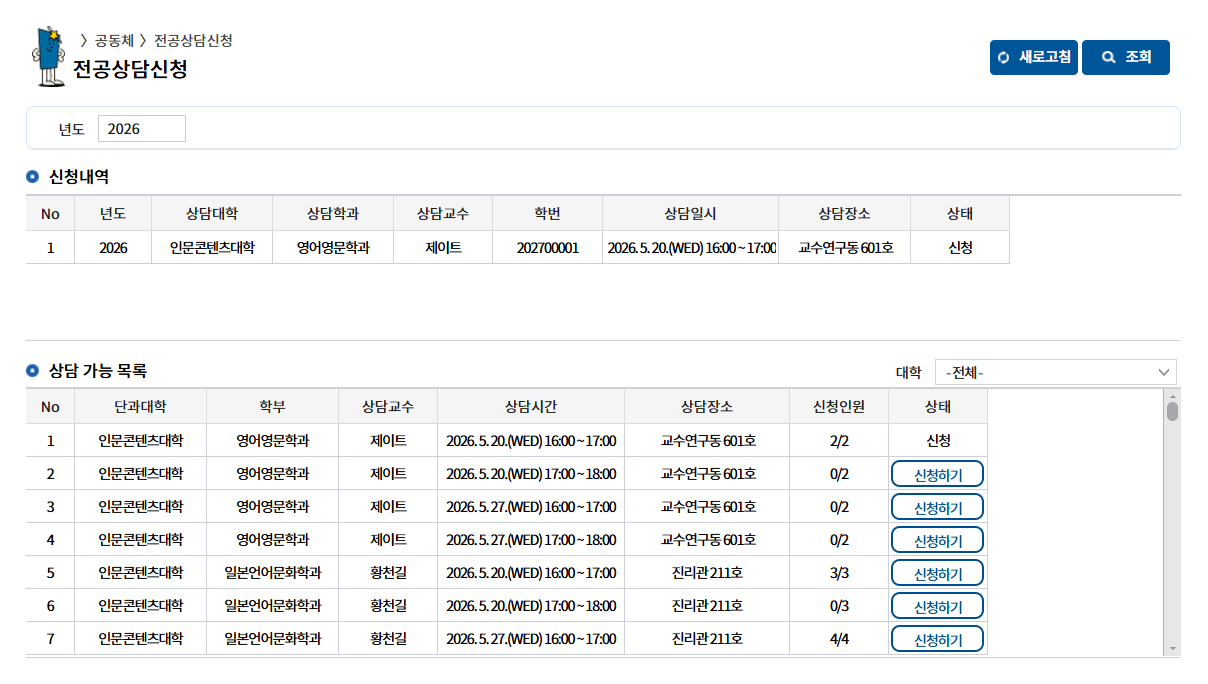 〉 공동체 〉 전공상담신청
전공상담신청
새로고침
조회
년도 2026
신청내역
No 년도 상담대학 상담학과 상담교수 학번 상담일시 상담장소 상태
1 2026 인문콘텐츠대학 영어영문학과 제이트 202700001 2026. 5. 20.(WED) 16:00 ~ 17:00 교수연구동 601호 신청
상담 가능 목록
대학 -전체-
No 단과대학 학부 상담교수 상담시간 상담장소 신청인원 상태
1 인문콘텐츠대학 영어영문학과 제이트 2026. 5. 20.(WED) 16:00 ~ 17:00 교수연구동 601호 2/2 신청
2 인문콘텐츠대학 영어영문학과 제이트 2026. 5. 20.(WED) 17:00 ~ 18:00 교수연구동 601호 0/2 신청하기
3 인문콘텐츠대학 영어영문학과 제이트 2026. 5. 27.(WED) 16:00 ~ 17:00 교수연구동 601호 0/2 신청하기
4 인문콘텐츠대학 영어영문학과 제이트 2026. 5. 27.(WED) 17:00 ~ 18:00 교수연구동 601호 0/2 신청하기
5 인문콘텐츠대학 일본언어문화학과 황천길 2026. 5. 20.(WED) 16:00 ~ 17:00 진리관 211호 3/3 신청하기
6 인문콘텐츠대학 일본언어문화학과 황천길 2026. 5. 20.(WED) 17:00 ~ 18:00 진리관 211호 0/3 신청하기
7 인문콘텐츠대학 일본언어문화학과 황천길 2026. 5. 27.(WED) 16:00 ~ 17:00 진리관 211호 4/4 신청하기